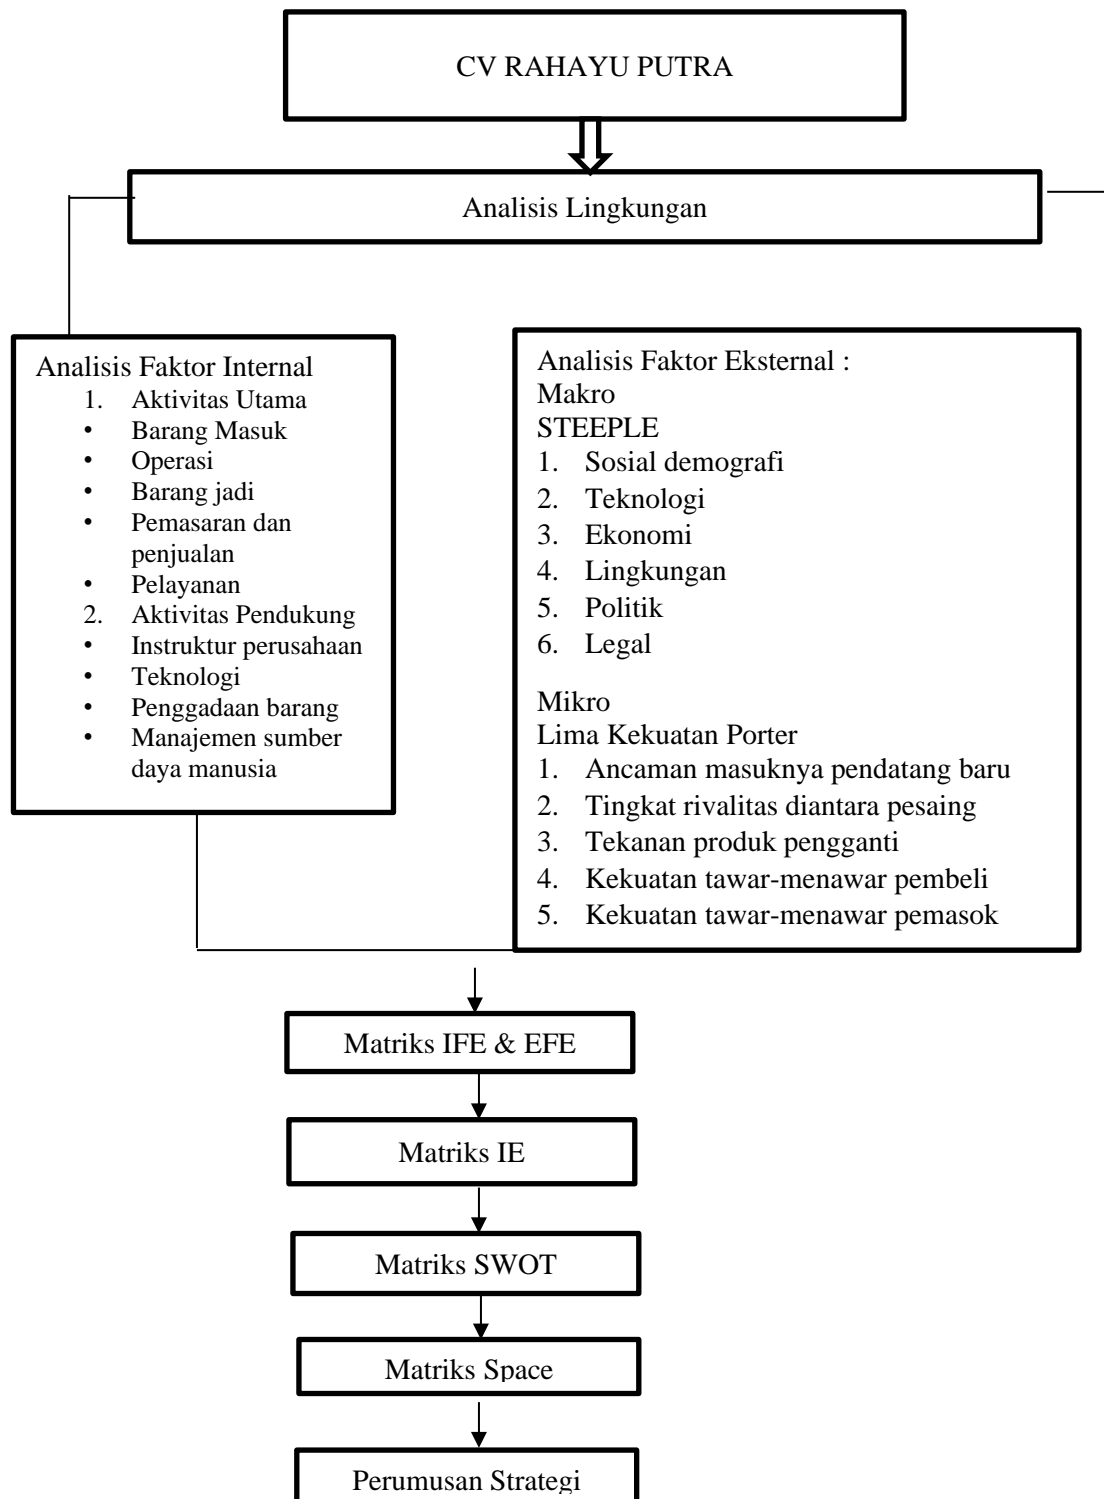 CV RAHAYU PUTRA
Analisis Lingkungan
Analisis Faktor Internal
1. Aktivitas Utama
• Barang Masuk
• Operasi
• Barang jadi
• Pemasaran dan
penjualan
• Pelayanan
2. Aktivitas Pendukung
• Instruktur perusahaan
• Teknologi
• Penggadaan barang
• Manajemen sumber
daya manusia
Analisis Faktor Eksternal :
Makro
STEEPLE
1. Sosial demografi
2. Teknologi
3. Ekonomi
4. Lingkungan
5. Politik
6. Legal
Mikro
Lima Kekuatan Porter
1. Ancaman masuknya pendatang baru
2. Tingkat rivalitas diantara pesaing
3. Tekanan produk pengganti
4. Kekuatan tawar-menawar pembeli
5. Kekuatan tawar-menawar pemasok
Matriks IFE & EFE
Matriks IE
Matriks SWOT
Matriks Space
Perumusan Strategi